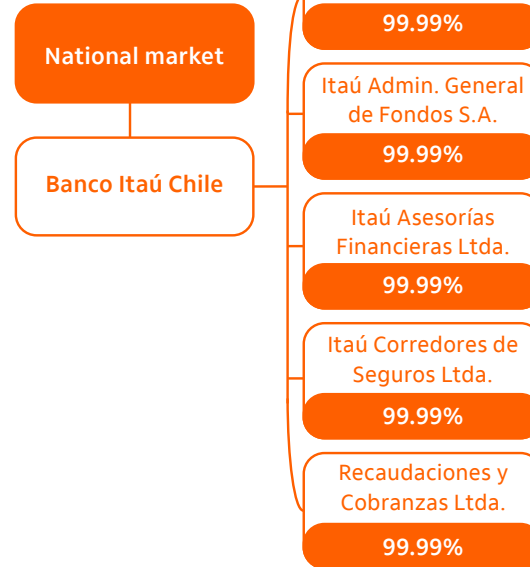 National market
Banco Itaú Chile
99.99%
Itaú Admin. General
de Fondos S.A.
99.99%
Itaú Asesorías
Financieras Ltda.
99.99%
Itaú Corredores de
Seguros Ltda.
99.99%
Recaudaciones y
Cobranzas Ltda.
99.99%